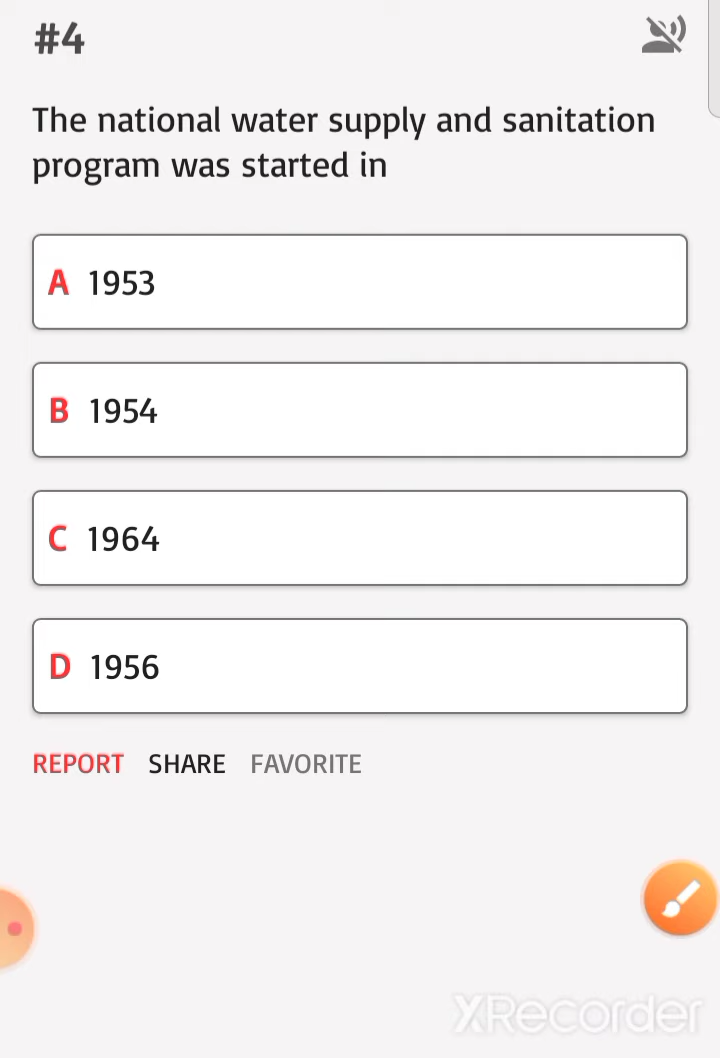 #4
The national water supply and sanitation
program was started in
A 1953
B 1954
C 1964
D 1956
REPORT SHARE FAVORITE
XRecorder